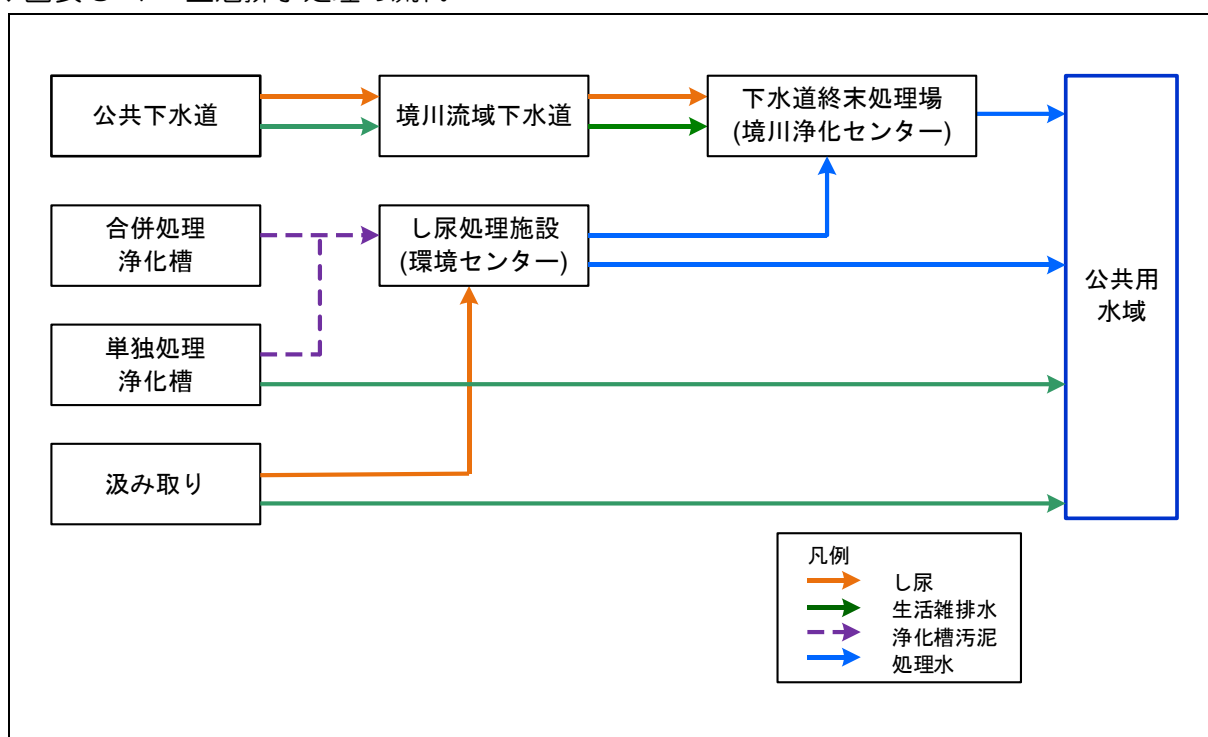 公共下水道
境川流域下水道
下水道終末処理場
(境川浄化センター)
合併処理
浄化槽
し尿処理施設
(環境センター)
公共用
水域
単独処理
浄化槽
汲み取り
凡例
し尿
生活雑排水
浄化槽汚泥
処理水